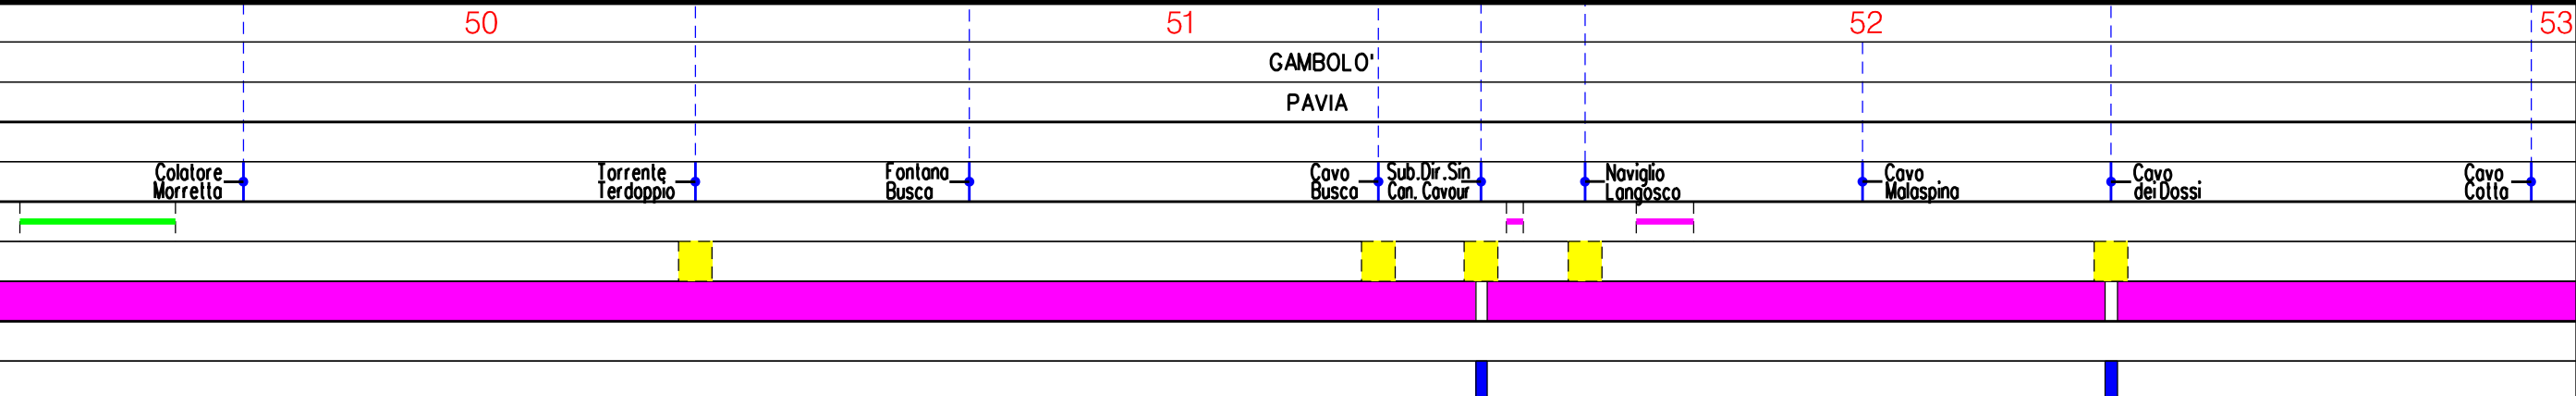 50 51 52 53
GAMBOLO'
PAVIA
Colatore
Morretta
Torrente
Terdoppio
Fontana
Busca
Cavo
Busca
Sub.Dir.Sin
Can. Cavour
Naviglio
Langosco
Cavo
Malaspina
Cavo
dei Dossi
Cavo
Cotta